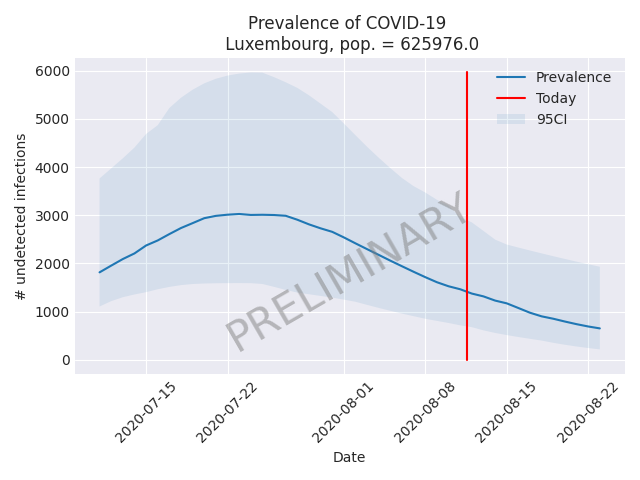 Prevalence of COVID-19
Luxembourg, pop. = 625976.0
Prevalence
Today
95CI
# undetected infections
6000
5000
4000
3000
2000
1000
0
PRELIMINARY
2020-07-15
2020-07-22
2020-08-01
2020-08-08
2020-08-15
2020-08-22
Date